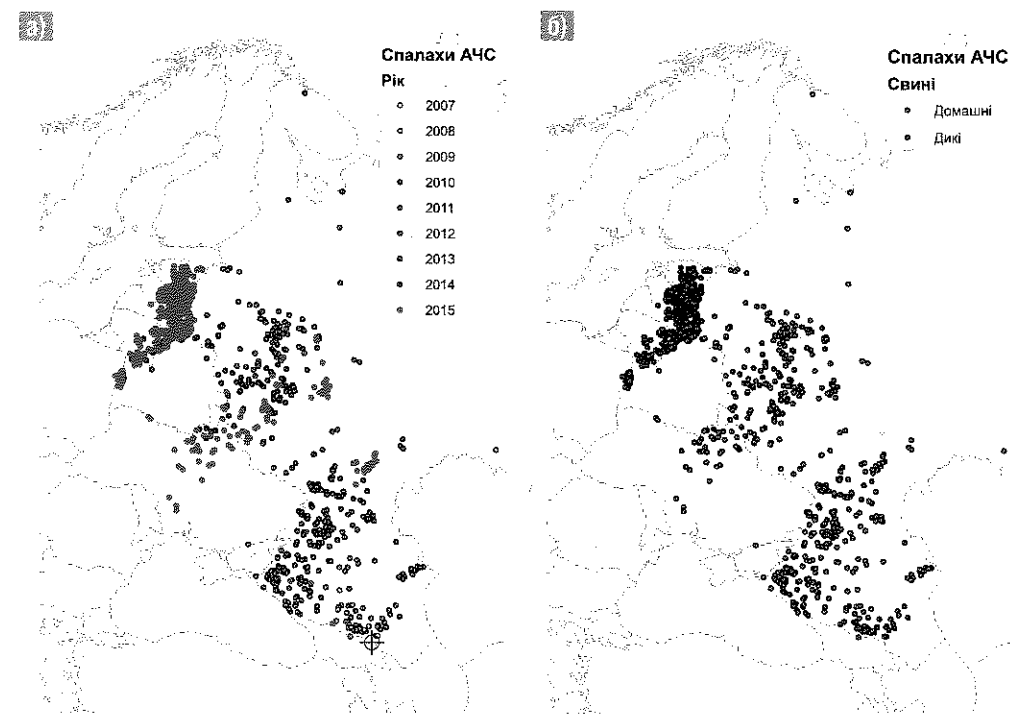 а)
Спалахи АЧС
Рік
2007
2008
2009
2010
2011
2012
2013
2014
2015
б)
Спалахи АЧС
Свині
Домашні
Дикі